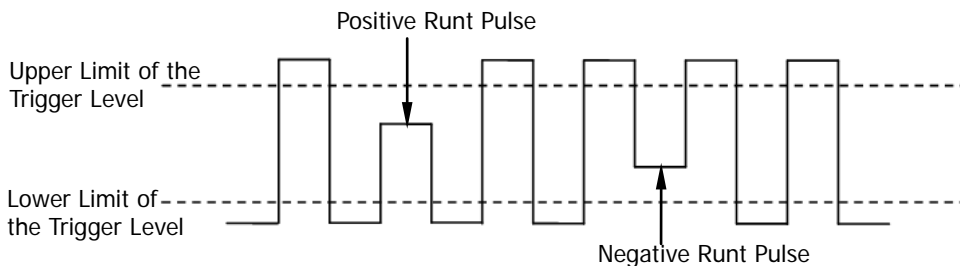 Positive Runt Pulse
Upper Limit of the
Trigger Level
Lower Limit of
the Trigger Level
Negative Runt Pulse